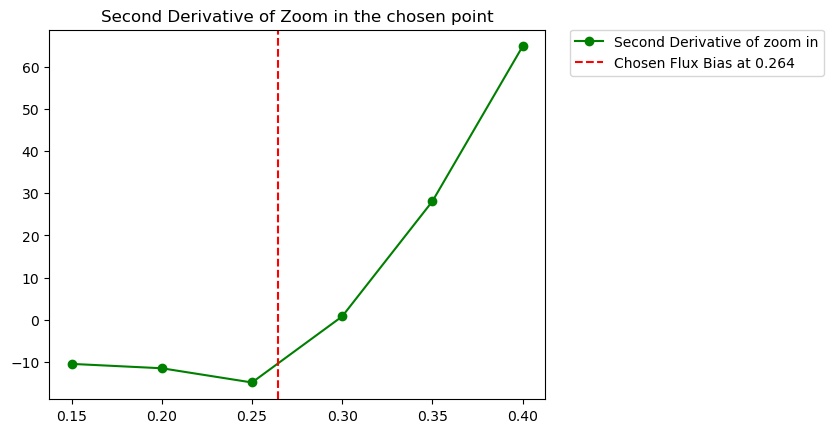 Second Derivative of Zoom in the chosen point
Second Derivative of zoom in
Chosen Flux Bias at 0.264
60
50
40
30
20
10
0
−10
0.15 0.20 0.25 0.30 0.35 0.40